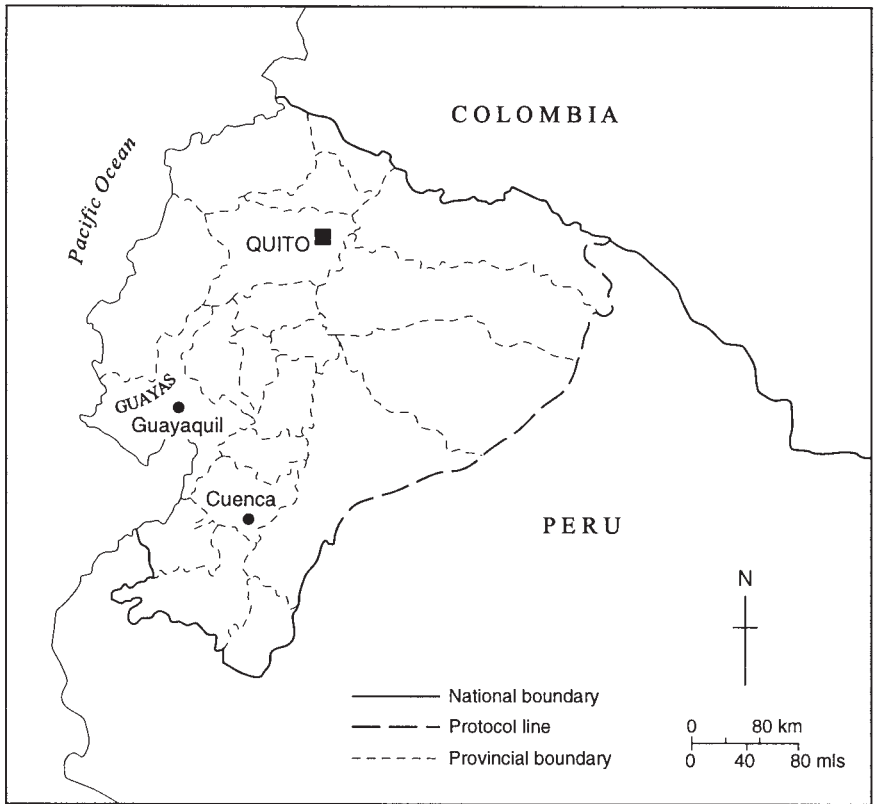 COLOMBIA
Pacific Ocean
QUITO
GUAYAS
Guayaquil
Cuenca
PERU
N
National boundary
Protocol line
Provincial boundary
0 80 km
0 40 80 mls